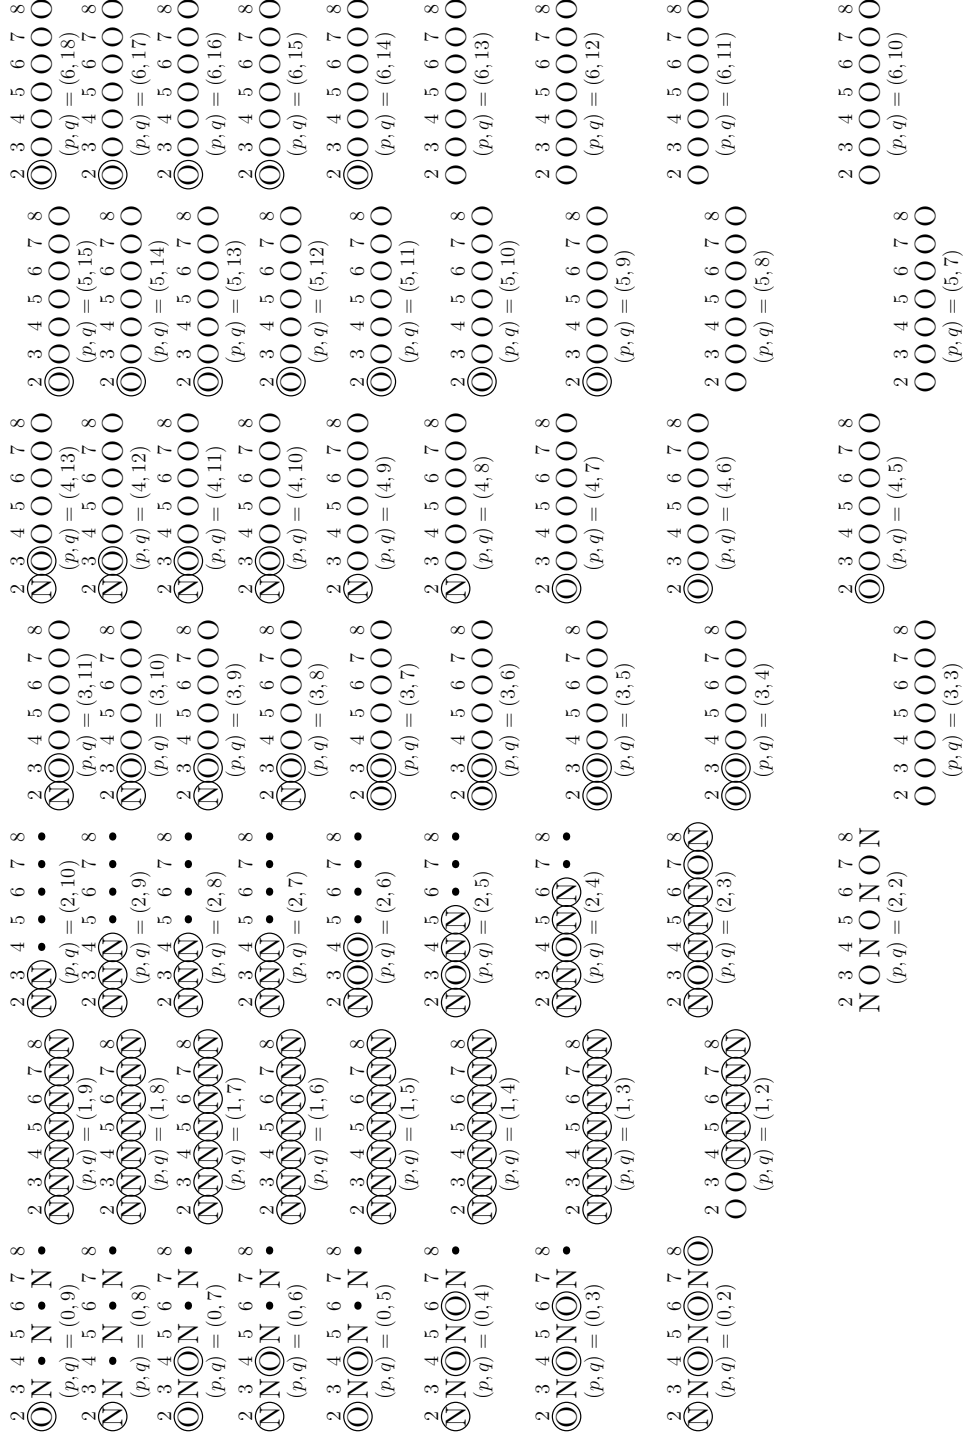 2 3 4 5 6 7 8
Ⓞ N • N • N •
(p, q) = (0, 9)
2 3 4 5 6 7 8
Ⓝ Ⓝ Ⓝ Ⓝ Ⓝ Ⓝ Ⓝ
(p, q) = (1, 9)
2 3 4 5 6 7 8
Ⓝ Ⓝ • • • • •
(p, q) = (2, 10)
2 3 4 5 6 7 8
Ⓝ Ⓞ O O O O O
(p, q) = (3, 11)
2 3 4 5 6 7 8
Ⓝ Ⓞ O O O O O
(p, q) = (4, 13)
2 3 4 5 6 7 8
Ⓞ O O O O O O
(p, q) = (5, 15)
2 3 4 5 6 7 8
Ⓞ O O O O O O
(p, q) = (6, 18)
2 3 4 5 6 7 8
Ⓝ N • N • N •
(p, q) = (0, 8)
2 3 4 5 6 7 8
Ⓝ Ⓝ Ⓝ Ⓝ Ⓝ Ⓝ Ⓝ
(p, q) = (1, 8)
2 3 4 5 6 7 8
Ⓝ Ⓝ Ⓝ • • • •
(p, q) = (2, 9)
2 3 4 5 6 7 8
Ⓝ Ⓞ O O O O O
(p, q) = (3, 10)
2 3 4 5 6 7 8
Ⓝ Ⓞ O O O O O
(p, q) = (4, 12)
2 3 4 5 6 7 8
Ⓞ O O O O O O
(p, q) = (5, 14)
2 3 4 5 6 7 8
Ⓞ O O O O O O
(p, q) = (6, 17)
2 3 4 5 6 7 8
Ⓞ N Ⓞ N • N •
(p, q) = (0, 7)
2 3 4 5 6 7 8
Ⓝ Ⓝ Ⓝ Ⓝ Ⓝ Ⓝ Ⓝ
(p, q) = (1, 7)
2 3 4 5 6 7 8
Ⓝ Ⓝ Ⓝ • • • •
(p, q) = (2, 8)
2 3 4 5 6 7 8
Ⓝ O O O O O O
(p, q) = (3, 9)
2 3 4 5 6 7 8
Ⓝ Ⓞ O O O O O
(p, q) = (4, 11)
2 3 4 5 6 7 8
Ⓞ O O O O O O
(p, q) = (5, 13)
2 3 4 5 6 7 8
Ⓞ O O O O O O
(p, q) = (6, 16)
2 3 4 5 6 7 8
Ⓝ N Ⓞ N • N •
(p, q) = (0, 6)
2 3 4 5 6 7 8
Ⓝ Ⓝ Ⓝ Ⓝ Ⓝ Ⓝ Ⓝ
(p, q) = (1, 6)
2 3 4 5 6 7 8
Ⓝ Ⓝ Ⓝ • • • •
(p, q) = (2, 7)
2 3 4 5 6 7 8
Ⓝ O O O O O O
(p, q) = (3, 8)
2 3 4 5 6 7 8
Ⓝ Ⓞ O O O O O
(p, q) = (4, 10)
2 3 4 5 6 7 8
Ⓞ O O O O O O
(p, q) = (5, 12)
2 3 4 5 6 7 8
Ⓞ O O O O O O
(p, q) = (6, 15)
2 3 4 5 6 7 8
Ⓞ N Ⓞ N • N •
(p, q) = (0, 5)
2 3 4 5 6 7 8
Ⓝ Ⓝ Ⓝ Ⓝ Ⓝ Ⓝ Ⓝ
(p, q) = (1, 5)
2 3 4 5 6 7 8
Ⓝ Ⓞ Ⓞ • • • •
(p, q) = (2, 6)
2 3 4 5 6 7 8
Ⓞ Ⓞ O O O O O
(p, q) = (3, 7)
2 3 4 5 6 7 8
Ⓝ O O O O O O
(p, q) = (4, 9)
2 3 4 5 6 7 8
Ⓞ O O O O O O
(p, q) = (5, 11)
2 3 4 5 6 7 8
Ⓞ O O O O O O
(p, q) = (6, 14)
2 3 4 5 6 7 8
Ⓝ N Ⓞ N Ⓞ N •
(p, q) = (0, 4)
2 3 4 5 6 7 8
Ⓝ Ⓝ Ⓝ Ⓝ Ⓝ Ⓝ Ⓝ
(p, q) = (1, 4)
2 3 4 5 6 7 8
Ⓝ Ⓞ Ⓝ Ⓝ • • •
(p, q) = (2, 5)
2 3 4 5 6 7 8
Ⓞ Ⓞ O O O O O
(p, q) = (3, 6)
2 3 4 5 6 7 8
Ⓝ O O O O O O
(p, q) = (4, 8)
2 3 4 5 6 7 8
Ⓞ O O O O O O
(p, q) = (5, 10)
2 3 4 5 6 7 8
O O O O O O O
(p, q) = (6, 13)
2 3 4 5 6 7 8
Ⓞ N Ⓞ N Ⓞ N •
(p, q) = (0, 3)
2 3 4 5 6 7 8
Ⓝ Ⓝ Ⓝ Ⓝ Ⓝ Ⓝ Ⓝ
(p, q) = (1, 3)
2 3 4 5 6 7 8
Ⓝ Ⓝ Ⓞ Ⓝ Ⓝ • •
(p, q) = (2, 4)
2 3 4 5 6 7 8
Ⓞ Ⓞ O O O O O
(p, q) = (3, 5)
2 3 4 5 6 7 8
Ⓞ O O O O O O
(p, q) = (4, 7)
2 3 4 5 6 7 8
Ⓞ O O O O O O
(p, q) = (5, 9)
2 3 4 5 6 7 8
O O O O O O O
(p, q) = (6, 12)
2 3 4 5 6 7 8
Ⓝ N Ⓞ N Ⓞ N Ⓞ
(p, q) = (0, 2)
2 3 4 5 6 7 8
O O Ⓝ Ⓝ Ⓝ Ⓝ Ⓝ
(p, q) = (1, 2)
2 3 4 5 6 7 8
Ⓝ Ⓞ Ⓝ Ⓝ Ⓝ Ⓞ Ⓝ
(p, q) = (2, 3)
2 3 4 5 6 7 8
Ⓞ Ⓞ O O O O O
(p, q) = (3, 4)
2 3 4 5 6 7 8
Ⓞ O O O O O O
(p, q) = (4, 6)
2 3 4 5 6 7 8
O O O O O O O
(p, q) = (5, 8)
2 3 4 5 6 7 8
O O O O O O O
(p, q) = (6, 11)
2 3 4 5 6 7 8
N O N O N O N
(p, q) = (2, 2)
2 3 4 5 6 7 8
O O O O O O O
(p, q) = (3, 3)
2 3 4 5 6 7 8
Ⓞ O O O O O O
(p, q) = (4, 5)
2 3 4 5 6 7 8
O O O O O O O
(p, q) = (5, 7)
2 3 4 5 6 7 8
O O O O O O O
(p, q) = (6, 10)